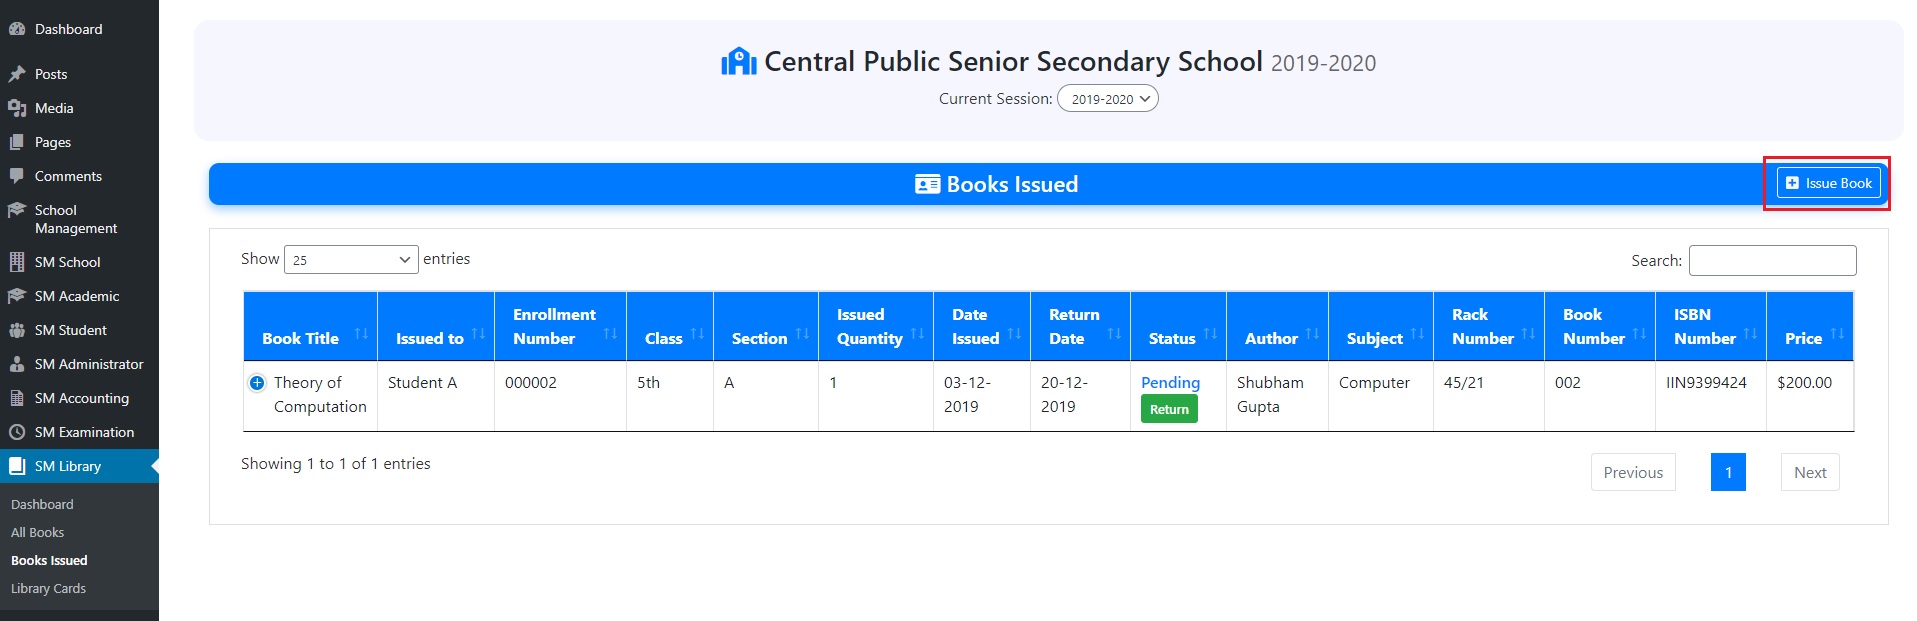 Dashboard
Posts
Media
Pages
Comments
School
Management
SM School
SM Academic
SM Student
SM Administrator
SM Accounting
SM Examination
SM Library
Dashboard
All Books
Books Issued
Library Cards
Central Public Senior Secondary School 2019-2020
Current Session: 2019-2020
Books Issued
Issue Book
Show 25 entries
Search:
Book Title
Issued to
Enrollment
Number
Class
Section
Issued
Quantity
Date
Issued
Return
Date
Status
Author
Subject
Rack
Number
Book
Number
ISBN
Number
Price
Theory of
Computation
Student A
000002
5th
A
1
03-12-
2019
20-12-
2019
Pending
Return
Shubham
Gupta
Computer
45/21
002
IIN9399424
$200.00
Showing 1 to 1 of 1 entries
Previous
1
Next